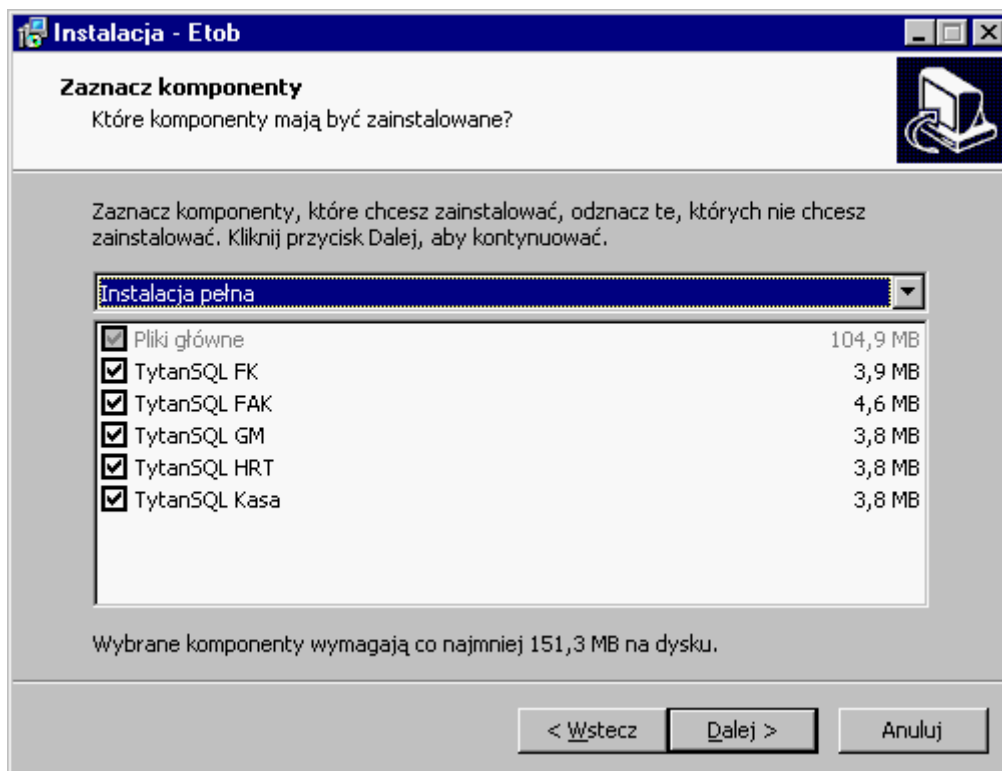 Instalacja - Etob
Zaznacz komponenty
Które komponenty mają być zainstalowane?
Zaznacz komponenty, które chcesz zainstalować, odznacz te, których nie chcesz
zainstalować. Kliknij przycisk Dalej, aby kontynuować.
Instalacja pełna
Pliki główne 104,9 MB
TytanSQL FK 3,9 MB
TytanSQL FAK 4,6 MB
TytanSQL GM 3,8 MB
TytanSQL HRT 3,8 MB
TytanSQL Kasa 3,8 MB
Wybrane komponenty wymagają co najmniej 151,3 MB na dysku.
< Wstecz Dalej > Anuluj